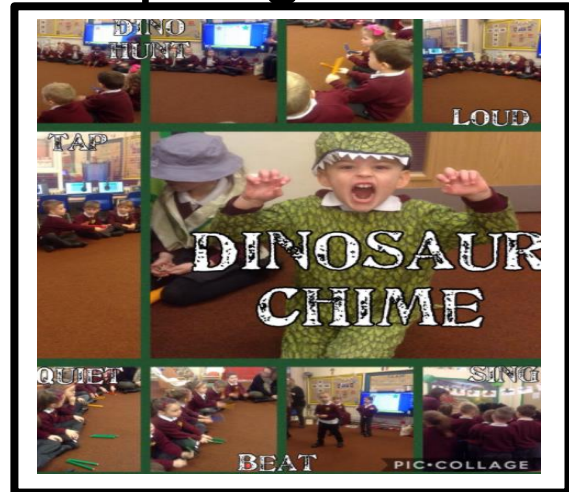 DINO
HUNT
LOUD
TAP
DINOSAUR
CHIME
QUIET
SING
BEAT
PIC•COLLAGE